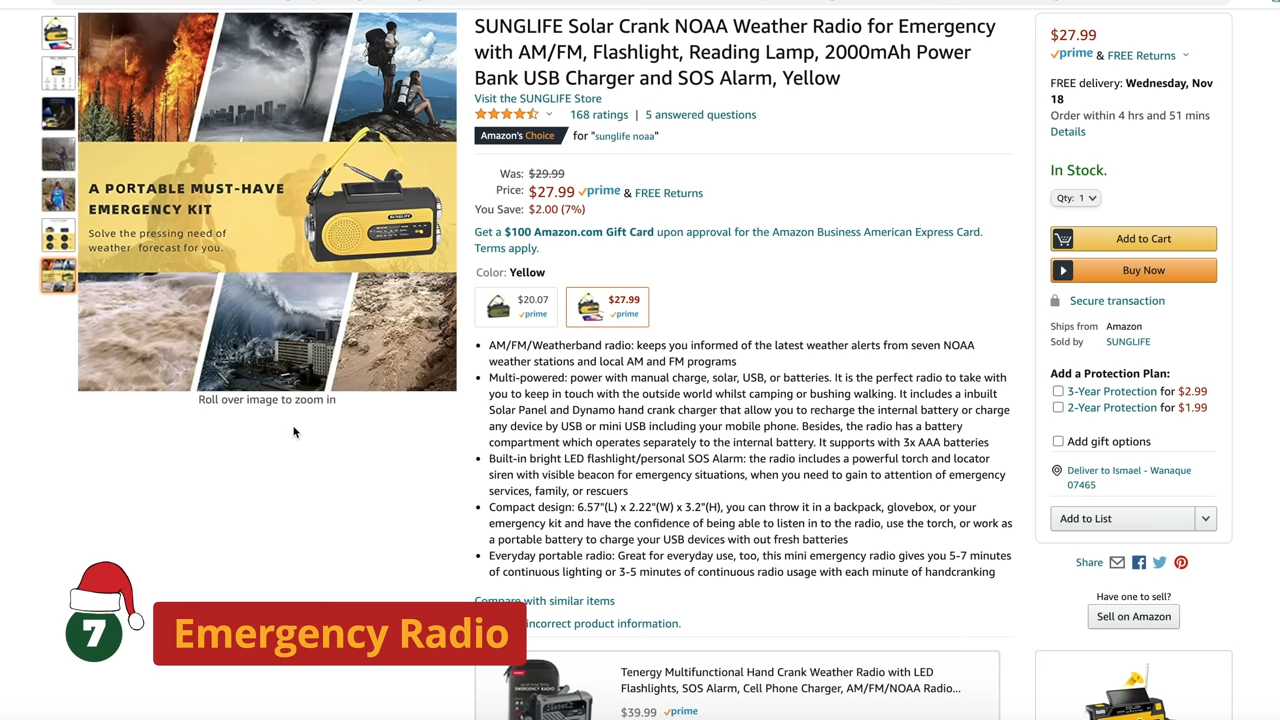 SUNGLIFE Solar Crank NOAA Weather Radio for Emergency
with AM/FM, Flashlight, Reading Lamp, 2000mAh Power
Bank USB Charger and SOS Alarm, Yellow
Visit the SUNGLIFE Store
168 ratings | 5 answered questions
Amazon's Choice for "sunglife noaa"
Was: $29.99
Price: $27.99 prime & FREE Returns
You Save: $2.00 (7%)
Get a $100 Amazon.com Gift Card upon approval for the Amazon Business American Express Card.
Terms apply.
Color: Yellow
$20.07 $27.99
prime prime
• AM/FM/Weatherband radio: keeps you informed of the latest weather alerts from seven NOAA
weather stations and local AM and FM programs
• Multi-powered: power with manual charge, solar, USB, or batteries. It is the perfect radio to take with
you to keep in touch with the outside world whilst camping or bushing walking. It includes a inbuilt
Solar Panel and Dynamo hand crank charger that allow you to recharge the internal battery or charge
any device by USB or mini USB including your mobile phone. Besides, the radio has a battery
compartment which operates separately to the internal battery. It supports with 3x AAA batteries
• Built-in bright LED flashlight/personal SOS Alarm: the radio includes a powerful torch and locator
siren with visible beacon for emergency situations, when you need to gain to attention of emergency
services, family, or rescuers
• Compact design: 6.57"(L) x 2.22"(W) x 3.2"(H), you can throw it in a backpack, glovebox, or your
emergency kit and have the confidence of being able to listen in to the radio, use the torch, or work as
a portable battery to charge your USB devices with out fresh batteries
• Everyday portable radio: Great for everyday use, too, this mini emergency radio gives you 5-7 minutes
of continuous lighting or 3-5 minutes of continuous radio usage with each minute of handcranking
Compare with similar items
incorrect product information.
Tenergy Multifunctional Hand Crank Weather Radio with LED
Flashlights, SOS Alarm, Cell Phone Charger, AM/FM/NOAA Radio...
$39.99 prime
A PORTABLE MUST-HAVE
EMERGENCY KIT
Solve the pressing need of
weather forecast for you.
SUNGLIFE
Roll over image to zoom in
7
Emergency Radio
$27.99
prime & FREE Returns
FREE delivery: Wednesday, Nov
18
Order within 4 hrs and 51 mins
Details
In Stock.
Qty: 1
Add to Cart
Buy Now
Secure transaction
Ships from Amazon
Sold by SUNGLIFE
Add a Protection Plan:
3-Year Protection for $2.99
2-Year Protection for $1.99
Add gift options
Deliver to Ismael - Wanaque
07465
Add to List
Share
Have one to sell?
Sell on Amazon